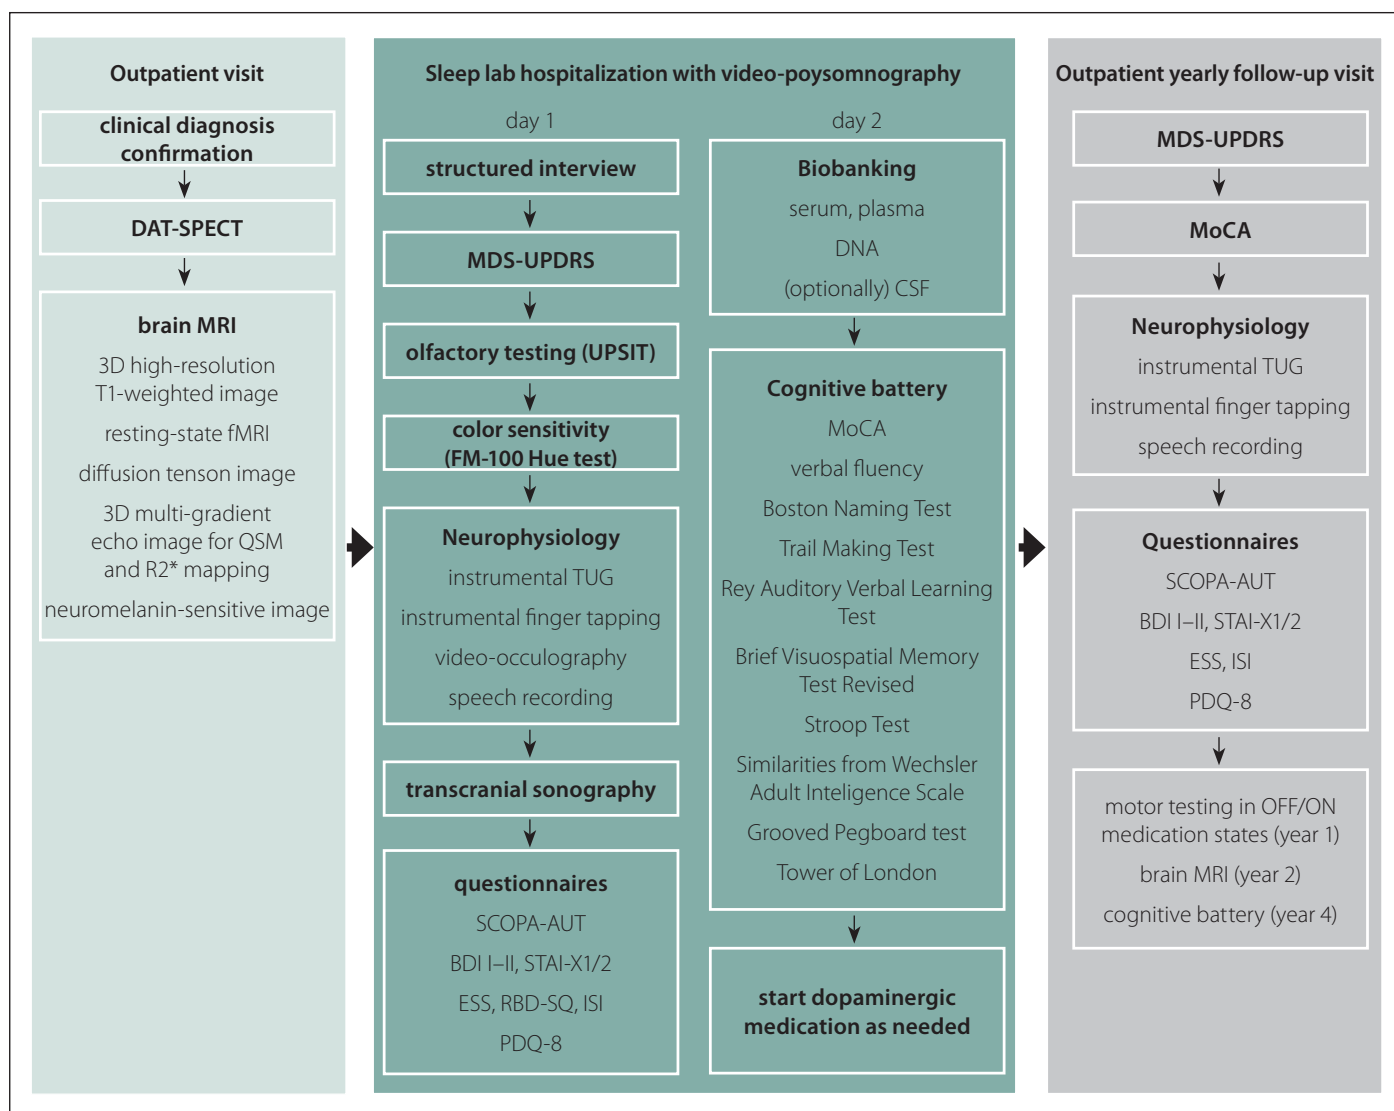 Outpatient visit
clinical diagnosis
confirmation
DAT-SPECT
brain MRI
3D high-resolution
T1-weighted image
resting-state fMRI
diffusion tenson image
3D multi-gradient
echo image for QSM
and R2* mapping
neuromelanin-sensitive image
Sleep lab hospitalization with video-poysomnography
day 1
structured interview
MDS-UPDRS
olfactory testing (UPSIT)
color sensitivity
(FM-100 Hue test)
Neurophysiology
instrumental TUG
instrumental finger tapping
video-occulography
speech recording
transcranial sonography
questionnaires
SCOPA-AUT
BDI I–II, STAI-X1/2
ESS, RBD-SQ, ISI
PDQ-8
day 2
Biobanking
serum, plasma
DNA
(optionally) CSF
Cognitive battery
MoCA
verbal fluency
Boston Naming Test
Trail Making Test
Rey Auditory Verbal Learning
Test
Brief Visuospatial Memory
Test Revised
Stroop Test
Similarities from Wechsler
Adult Inteligence Scale
Grooved Pegboard test
Tower of London
start dopaminergic
medication as needed
Outpatient yearly follow-up visit
MDS-UPDRS
MoCA
Neurophysiology
instrumental TUG
instrumental finger tapping
speech recording
Questionnaires
SCOPA-AUT
BDI I–II, STAI-X1/2
ESS, ISI
PDQ-8
motor testing in OFF/ON
medication states (year 1)
brain MRI (year 2)
cognitive battery (year 4)